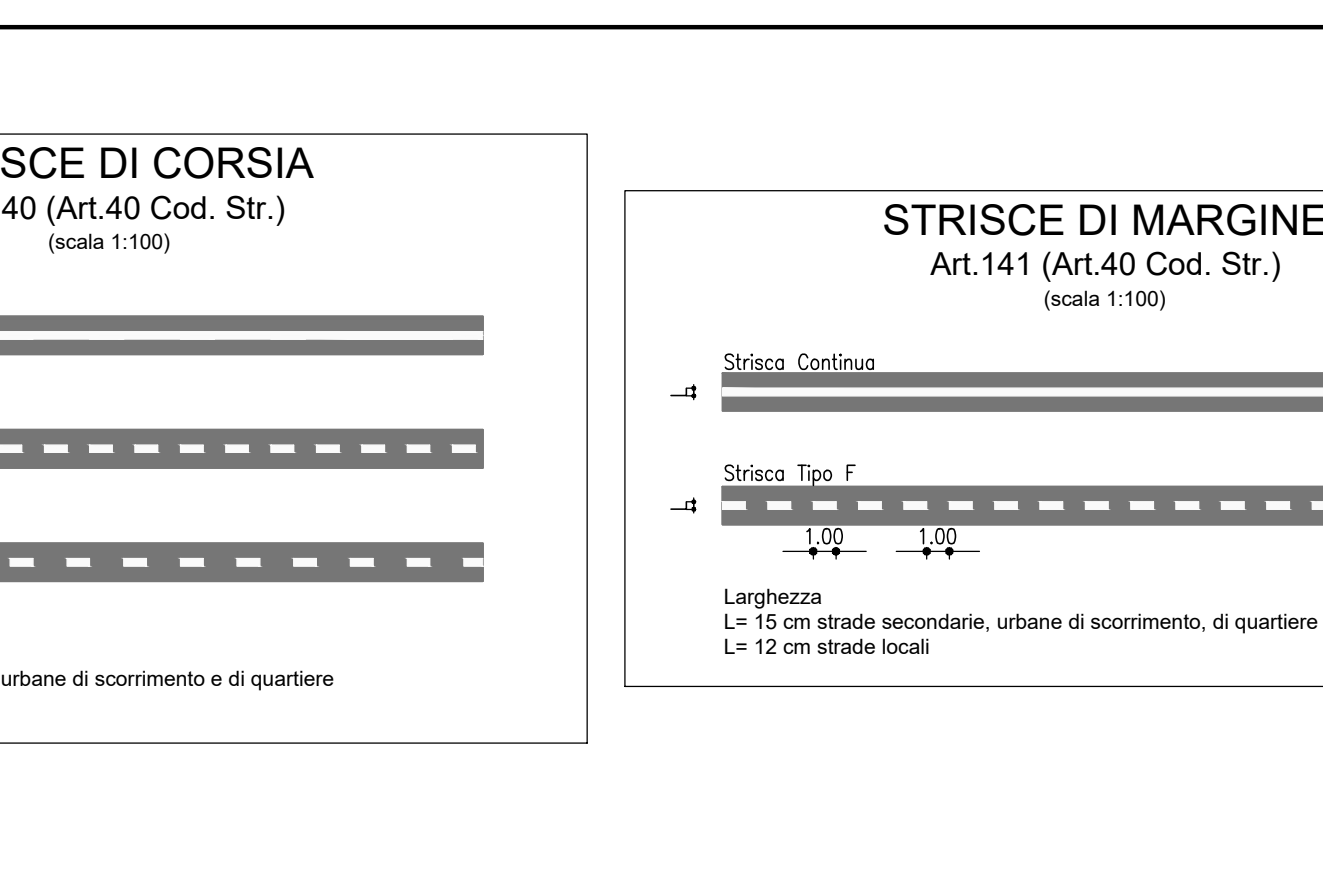 SCE DI CORSIA
40 (Art.40 Cod. Str.)
(scala 1:100)
urbane di scorrimento e di quartiere
STRISCE DI MARGINE
Art.141 (Art.40 Cod. Str.)
(scala 1:100)
Strisca Continua
Strisca Tipo F
1.00 1.00
Larghezza
L= 15 cm strade secondarie, urbane di scorrimento, di quartiere
L= 12 cm strade locali